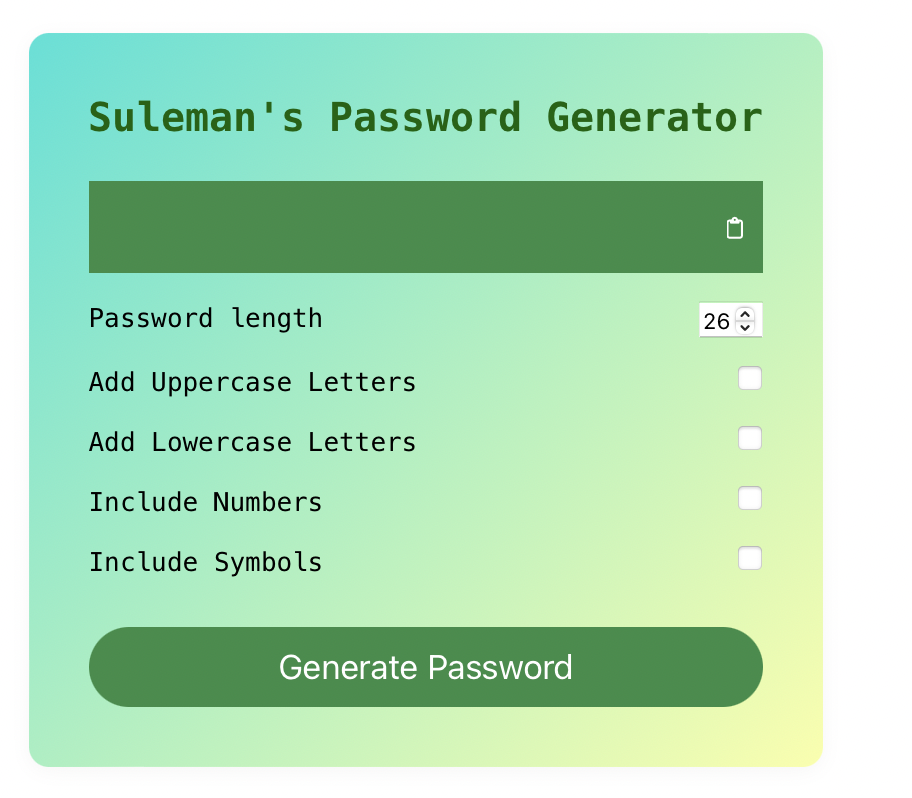 Suleman's Password Generator
Password length 26
Add Uppercase Letters
Add Lowercase Letters
Include Numbers
Include Symbols
Generate Password